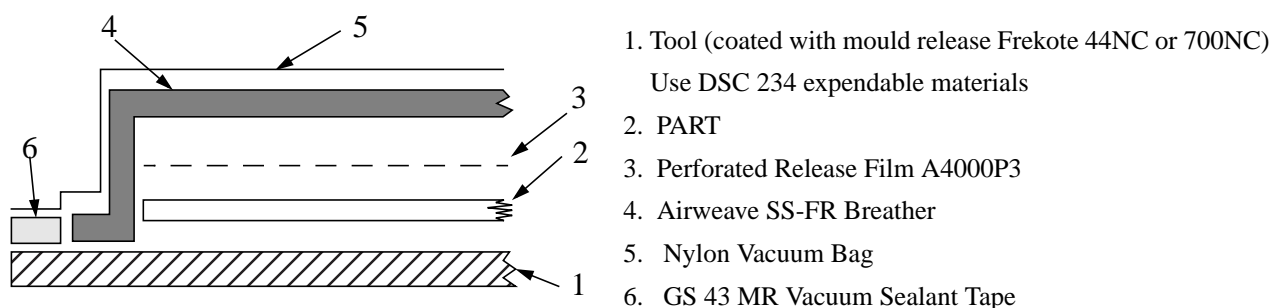 4
5
3
2
6
1
1. Tool (coated with mould release Frekote 44NC or 700NC)
Use DSC 234 expendable materials
2. PART
3. Perforated Release Film A4000P3
4. Airweave SS-FR Breather
5. Nylon Vacuum Bag
6. GS 43 MR Vacuum Sealant Tape